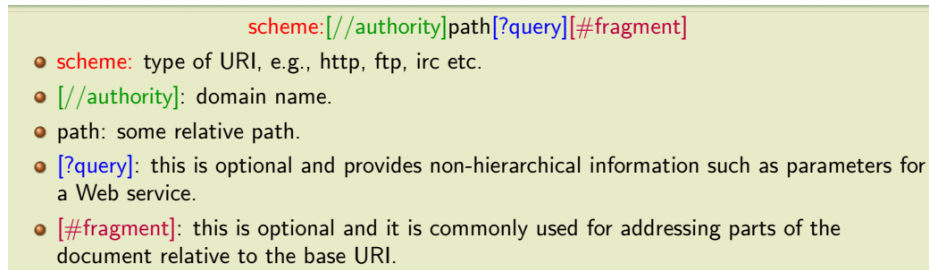 scheme:[//authority]path[?query][#fragment]
scheme: type of URI, e.g., http, ftp, irc etc.
[//authority]: domain name.
path: some relative path.
[?query]: this is optional and provides non-hierarchical information such as parameters for
a Web service.
[#fragment]: this is optional and it is commonly used for addressing parts of the
document relative to the base URI.